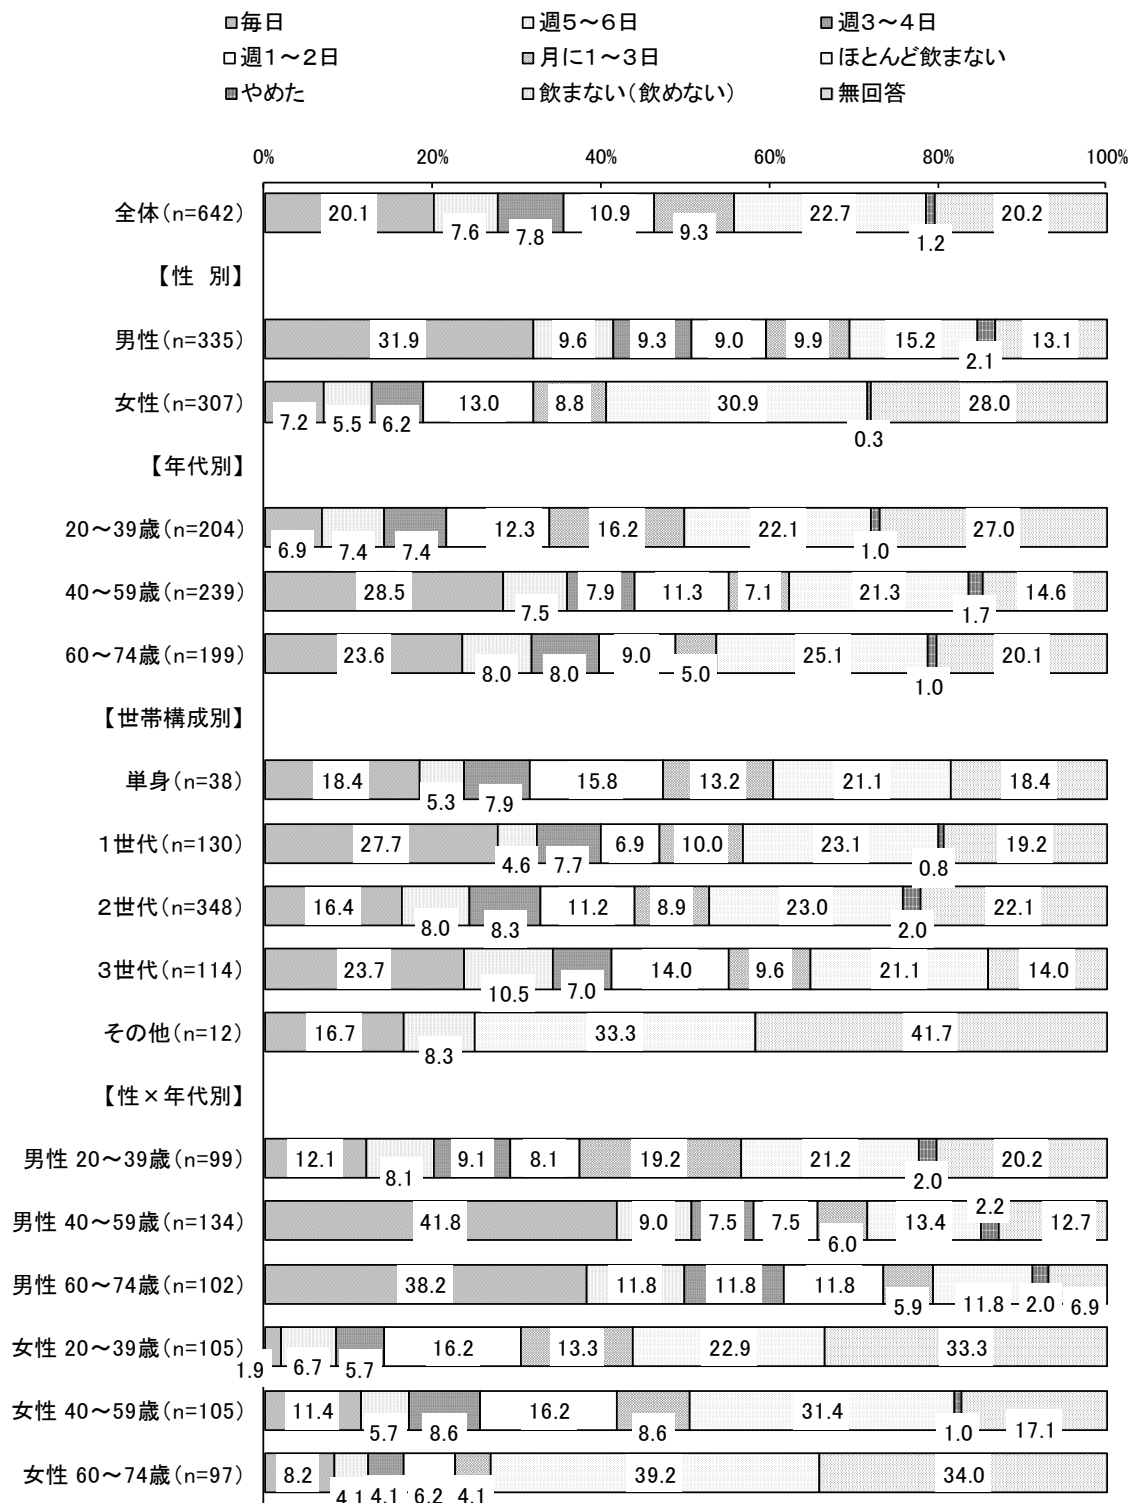 毎日 週5～6日 週3～4日
週1～2日 月に1～3日 ほとんど飲まない
やめた 飲まない（飲めない） 無回答
0% 20% 40% 60% 80% 100%
全体（n=642） 20.1 7.6 7.8 10.9 9.3 22.7 1.2 20.2
【性 別】
男性（n=335） 31.9 9.6 9.3 9.0 9.9 15.2 2.1 13.1
女性（n=307） 7.2 5.5 6.2 13.0 8.8 30.9 0.3 28.0
【年代別】
20～39歳（n=204） 6.9 7.4 7.4 12.3 16.2 22.1 1.0 27.0
40～59歳（n=239） 28.5 7.5 7.9 11.3 7.1 21.3 1.7 14.6
60～74歳（n=199） 23.6 8.0 8.0 9.0 5.0 25.1 1.0 20.1
【世帯構成別】
単身（n=38） 18.4 5.3 7.9 15.8 13.2 21.1 18.4
1世代（n=130） 27.7 4.6 7.7 6.9 10.0 23.1 0.8 19.2
2世代（n=348） 16.4 8.0 8.3 11.2 8.9 23.0 2.0 22.1
3世代（n=114） 23.7 10.5 7.0 14.0 9.6 21.1 14.0
その他（n=12） 16.7 8.3 33.3 41.7
【性×年代別】
男性 20～39歳（n=99） 12.1 8.1 9.1 8.1 19.2 21.2 2.0 20.2
男性 40～59歳（n=134） 41.8 9.0 7.5 7.5 6.0 13.4 2.2 12.7
男性 60～74歳（n=102） 38.2 11.8 11.8 11.8 5.9 11.8 2.0 6.9
女性 20～39歳（n=105） 1.9 6.7 5.7 16.2 13.3 22.9 33.3
女性 40～59歳（n=105） 11.4 5.7 8.6 16.2 8.6 31.4 1.0 17.1
女性 60～74歳（n=97） 8.2 4.1 4.1 6.2 4.1 39.2 34.0